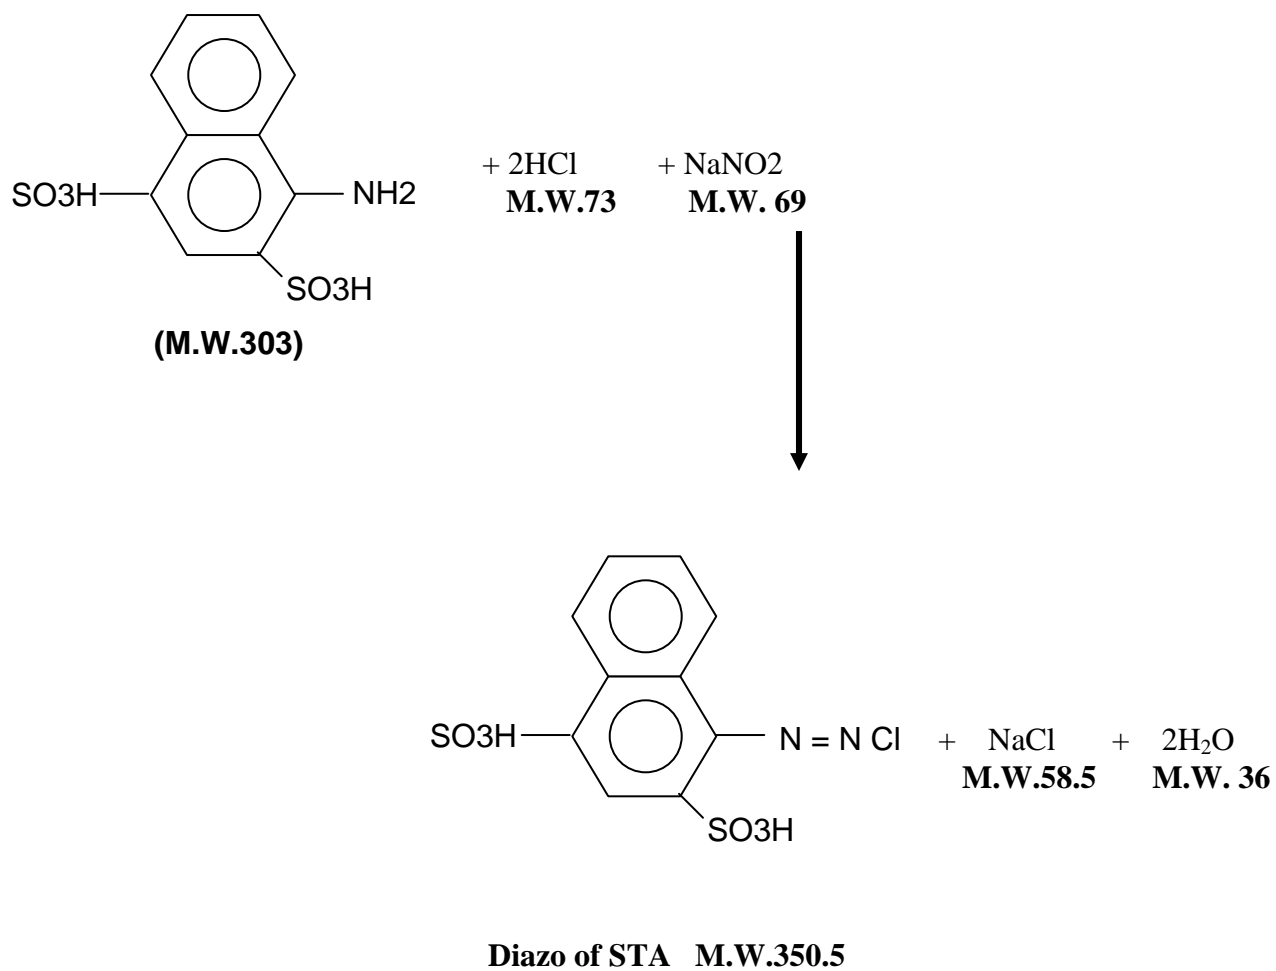 + 2HCl + NaNO2
SO3H NH2
M.W.73 M.W. 69
SO3H
(M.W.303)
SO3H N = N Cl + NaCl + 2H₂O
M.W.58.5 M.W. 36
SO3H
Diazo of STA M.W.350.5